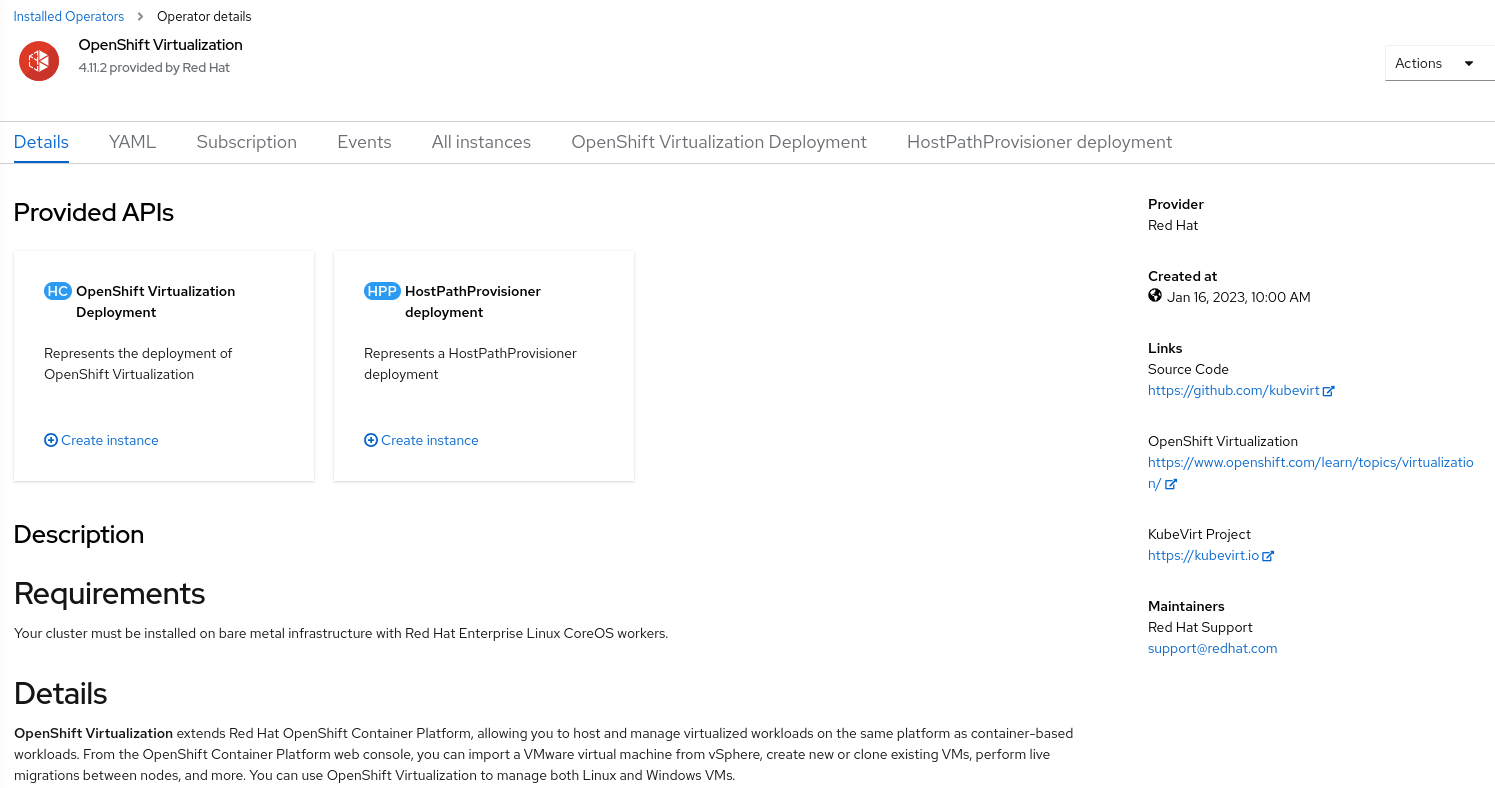 Installed Operators > Operator details
OpenShift Virtualization
4.11.2 provided by Red Hat
Actions
Details YAML Subscription Events All instances OpenShift Virtualization Deployment HostPathProvisioner deployment
Provided APIs
HC OpenShift Virtualization
Deployment
Represents the deployment of
OpenShift Virtualization
Create instance
HPP HostPathProvisioner
deployment
Represents a HostPathProvisioner
deployment
Create instance
Description
Requirements
Your cluster must be installed on bare metal infrastructure with Red Hat Enterprise Linux CoreOS workers.
Details
OpenShift Virtualization extends Red Hat OpenShift Container Platform, allowing you to host and manage virtualized workloads on the same platform as container-based
workloads. From the OpenShift Container Platform web console, you can import a VMware virtual machine from vSphere, create new or clone existing VMs, perform live
migrations between nodes, and more. You can use OpenShift Virtualization to manage both Linux and Windows VMs.
Provider
Red Hat
Created at
Jan 16, 2023, 10:00 AM
Links
Source Code
https://github.com/kubevirt
OpenShift Virtualization
https://www.openshift.com/learn/topics/virtualizatio
n/
KubeVirt Project
https://kubevirt.io
Maintainers
Red Hat Support
support@redhat.com